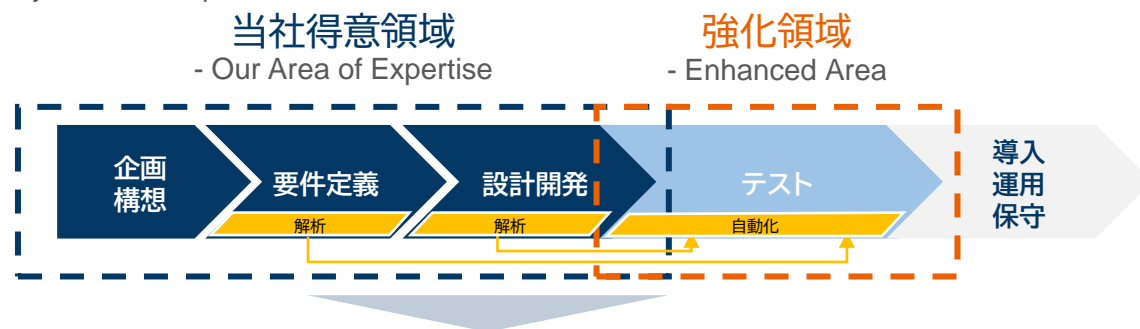 当社得意領域
- Our Area of Expertise
強化領域
- Enhanced Area
企画
構想
要件定義
設計開発
テスト
導入
運用
保守
解析
解析
自動化